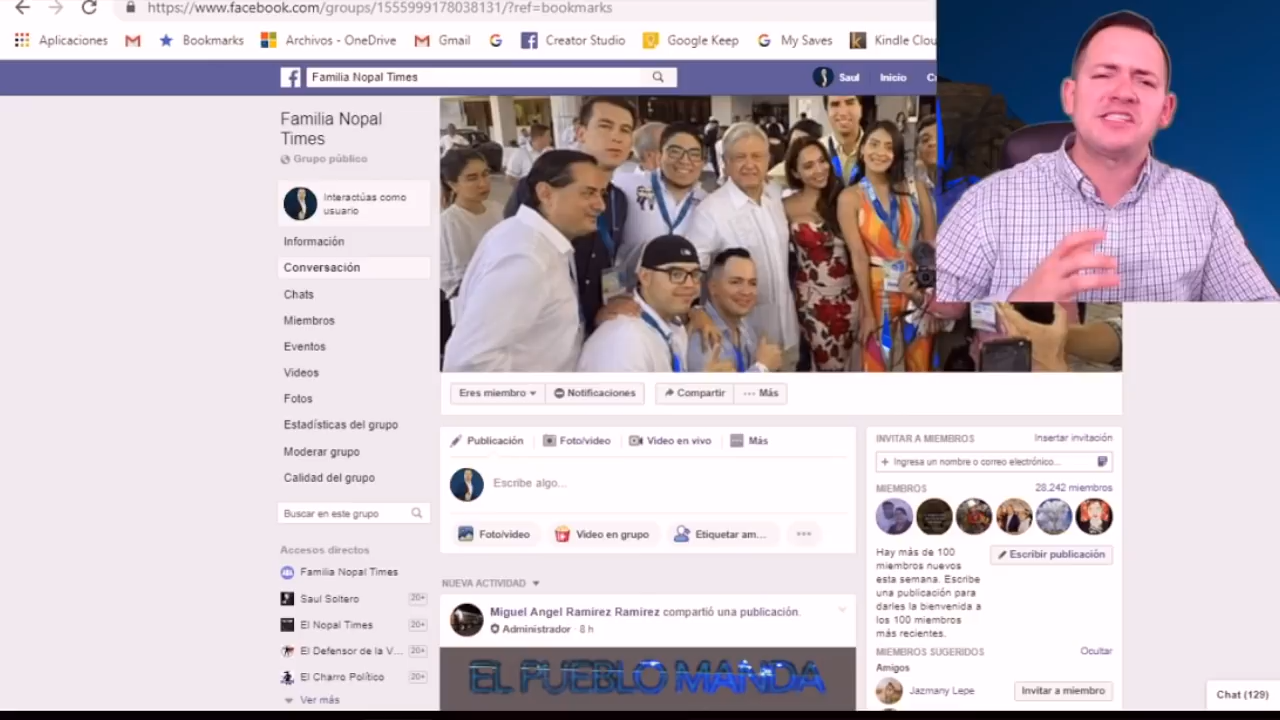 https://www.facebook.com/groups/1555999178038131/?ref=bookmarks
Aplicaciones Bookmarks Archivos - OneDrive Gmail Creator Studio Google Keep My Saves Kindle Clou
Familia Nopal Times Saul Inicio
Familia Nopal
Times
Grupo público
Interactúas como
usuario
Información
Conversación
Chats
Miembros
Eventos
Videos
Fotos
Estadísticas del grupo
Moderar grupo
Calidad del grupo
Buscar en este grupo
Accesos directos
Familia Nopal Times
Saul Soltero 20+
El Nopal Times 20+
El Defensor de la V... 20+
El Charro Político 20+
Ver más
Eres miembro Notificaciones Compartir ··· Más
Publicación Foto/video Video en vivo Más
Escribe algo...
Foto/video Video en grupo Etiquetar am...
NUEVA ACTIVIDAD
Miguel Angel Ramirez Ramirez compartió una publicación.
Administrador · 8 h
EL PUEBLO MANDA
INVITAR A MIEMBROS Insertar invitación
+ Ingresa un nombre o correo electrónico...
MIEMBROS 28.242 miembros
Hay más de 100
miembros nuevos
esta semana. Escribe
una publicación para
darles la bienvenida a
los 100 miembros
más recientes.
Escribir publicación
MIEMBROS SUGERIDOS Ocultar
Amigos
Jazmany Lepe Invitar a miembro
Chat (129)